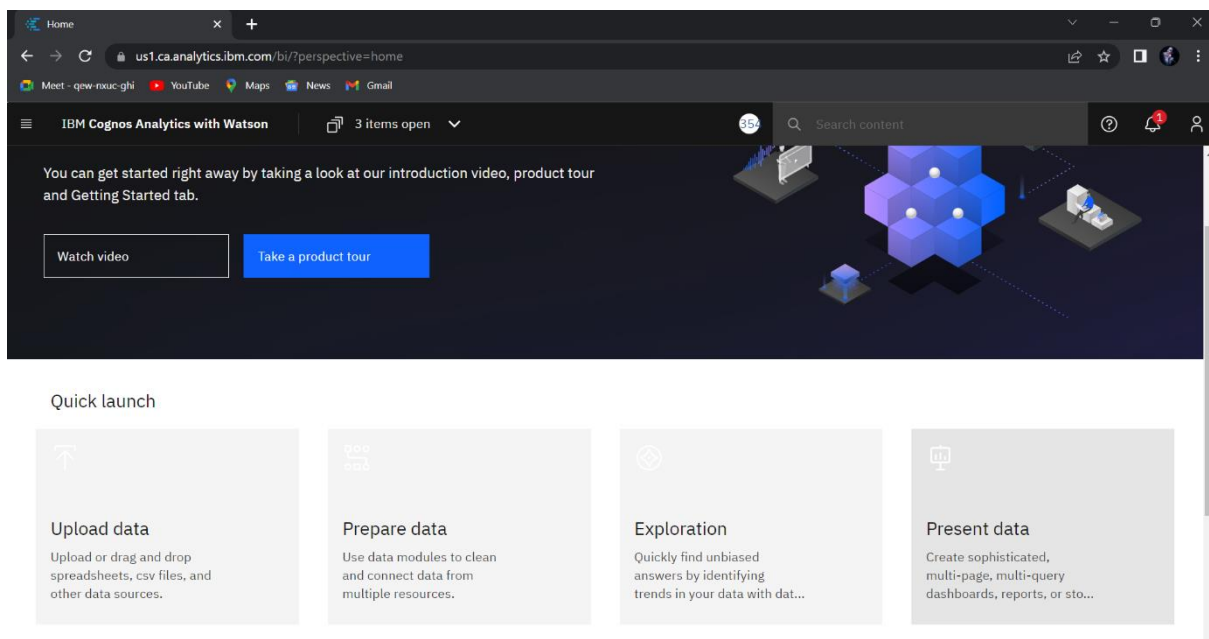 Home
us1.ca.analytics.ibm.com/bi/?perspective=home
Meet - qew-nxuc-ghi YouTube Maps News Gmail
IBM Cognos Analytics with Watson 3 items open 354 Search content 1
You can get started right away by taking a look at our introduction video, product tour
and Getting Started tab.
Watch video Take a product tour
Quick launch
Upload data
Upload or drag and drop
spreadsheets, csv files, and
other data sources.
Prepare data
Use data modules to clean
and connect data from
multiple resources.
Exploration
Quickly find unbiased
answers by identifying
trends in your data with dat...
Present data
Create sophisticated,
multi-page, multi-query
dashboards, reports, or sto...